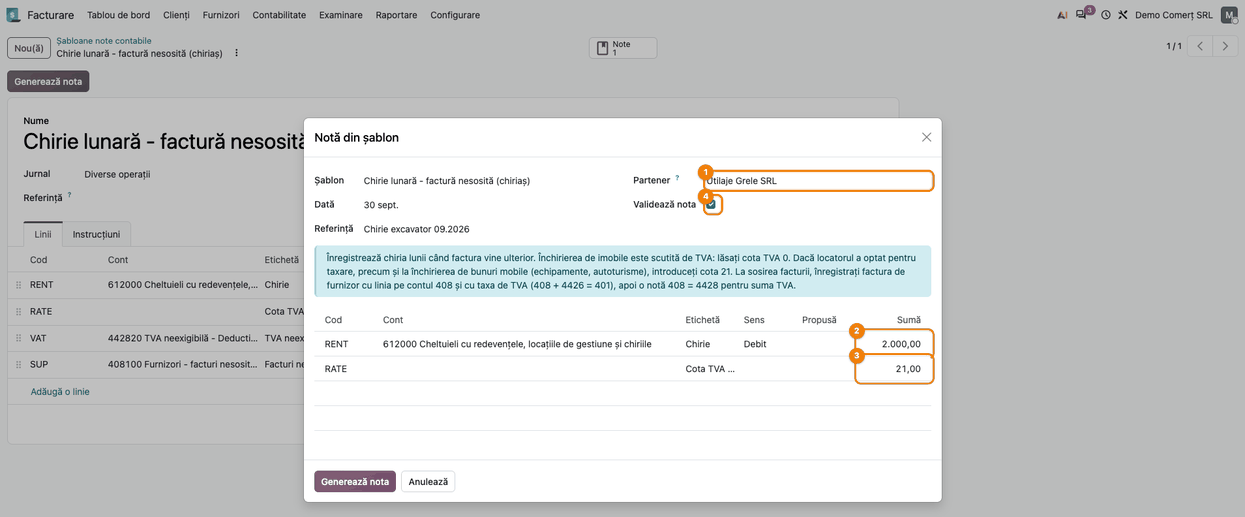 Facturare Tablou de bord Clienți Furnizori Contabilitate Examinare Raportare Configurare
3 Demo Comerț SRL M
Nou(ă)
Șabloane note contabile
Chirie lunară - factură nesosită (chiriaș)
Note
1
1 / 1
Generează nota
Nume
Chirie lunară - factură nesosită
Jurnal Diverse operații
Referință ?
Linii Instrucțiuni
Cod Cont Etichetă
RENT 612000 Cheltuieli cu redevențele,... Chirie
RATE Cota TVA
VAT 442820 TVA neexigibilă - Deducti... TVA neex
SUP 408100 Furnizori - facturi nesosit... Facturi ne
Adăugă o linie
Notă din șablon
Șablon Chirie lunară - factură nesosită (chiriaș)
Partener ? 1 Utilaje Grele SRL
Dată 30 sept.
Validează nota 4
Referință Chirie excavator 09.2026
Înregistrează chiria lunii când factura vine ulterior. Închirierea de imobile este scutită de TVA: lăsați cota TVA 0. Dacă locatorul a optat pentru
taxare, precum și la închirierea de bunuri mobile (echipamente, autoturisme), introduceți cota 21. La sosirea facturii, înregistrați factura de
furnizor cu linia pe contul 408 și cu taxa de TVA (408 + 4426 = 401), apoi o notă 408 = 4428 pentru suma TVA.
Cod Cont Etichetă Sens Propusă Sumă
RENT 612000 Cheltuieli cu redevențele, locațiile de gestiune și chiriile Chirie Debit 2 2.000,00
RATE Cota TVA ... 3 21,00
Generează nota Anulează